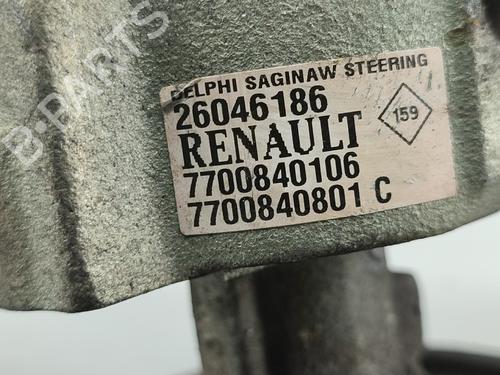 B-PARTS
DELPHI SAGINAW STEERING
26046186
159
RENAULT
7700840106
7700840801 C